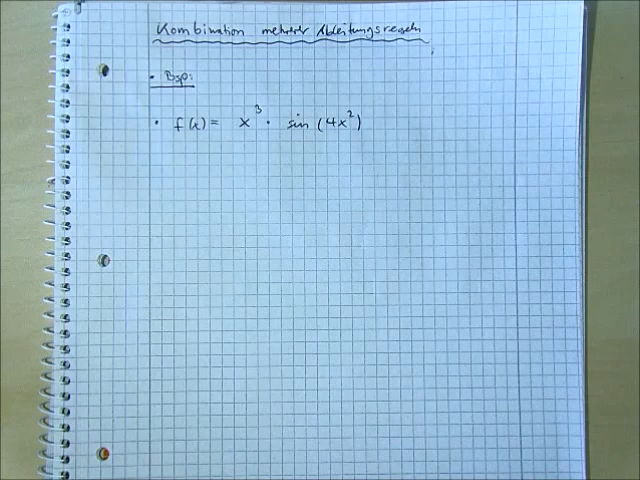 Kombination mehrerer Ableitungsregeln
• Bsp:
• f(x) = x³ · sin (4x²)